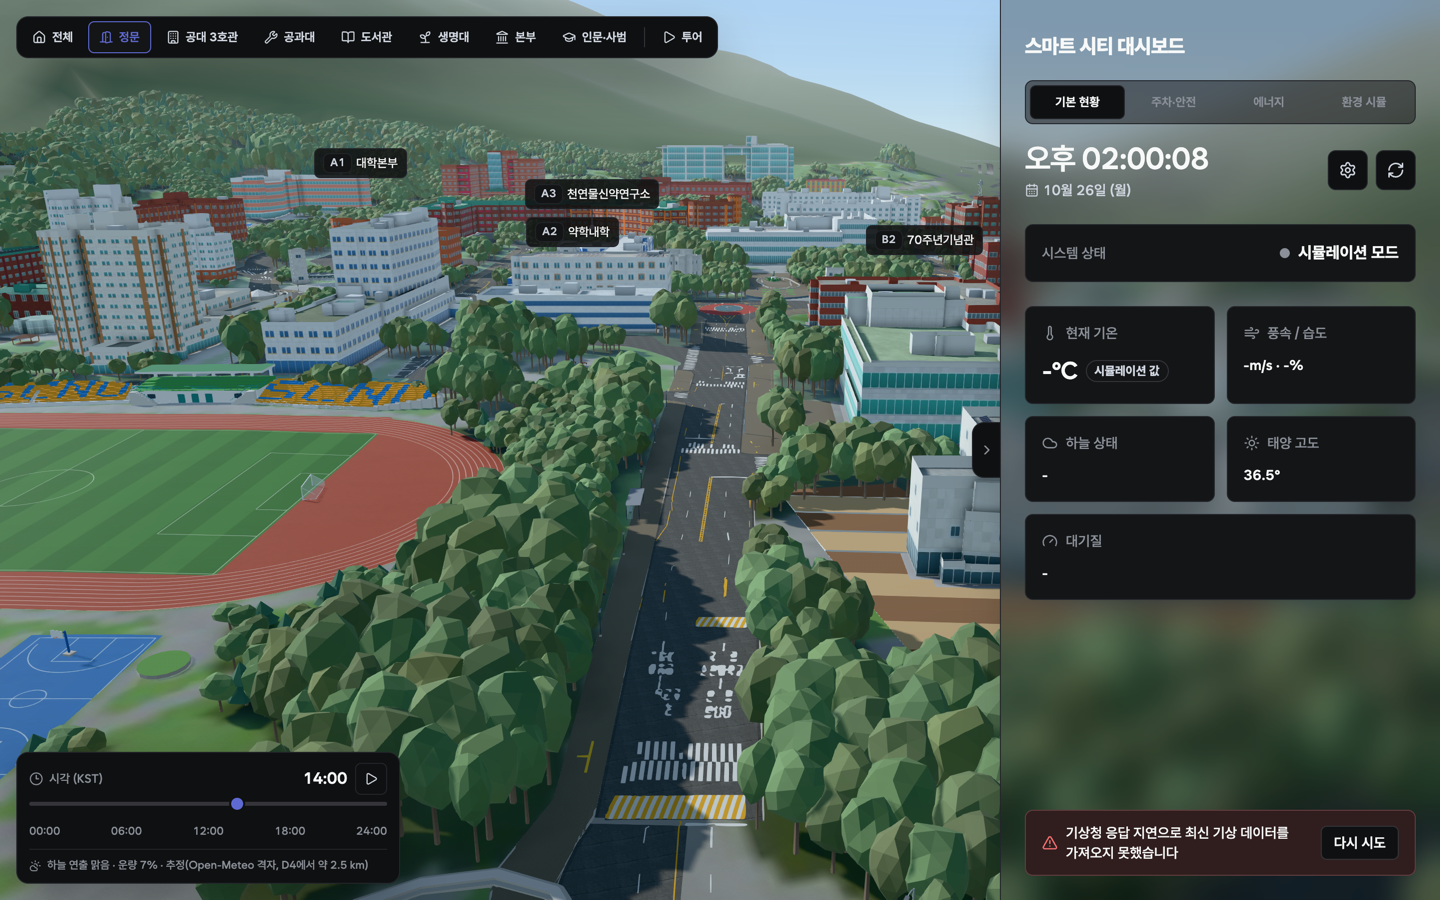 전체 정문 공대 3호관 공과대 도서관 생명대 본부 인문·사범 투어
A1 대학본부
A3 천연물신약연구소
A2 약학대학
B2 70주년기념관
시각 (KST) 14:00
00:00 06:00 12:00 18:00 24:00
하늘 연출 맑음 · 운량 7% · 추정(Open-Meteo 격자, D4에서 약 2.5 km)
스마트 시티 대시보드
기본 현황 주차·안전 에너지 환경 시뮬
오후 02:00:08
10월 26일 (월)
시스템 상태 시뮬레이션 모드
현재 기온
-°C 시뮬레이션 값
풍속 / 습도
-m/s · -%
하늘 상태
-
태양 고도
36.5°
대기질
-
기상청 응답 지연으로 최신 기상 데이터를
가져오지 못했습니다
다시 시도